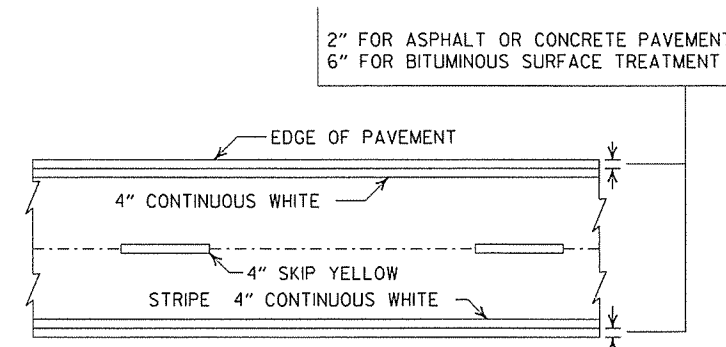 2" FOR ASPHALT OR CONCRETE PAVEMENT
6" FOR BITUMINOUS SURFACE TREATMENT
EDGE OF PAVEMENT
4" CONTINUOUS WHITE
4" SKIP YELLOW
STRIPE 4" CONTINUOUS WHITE